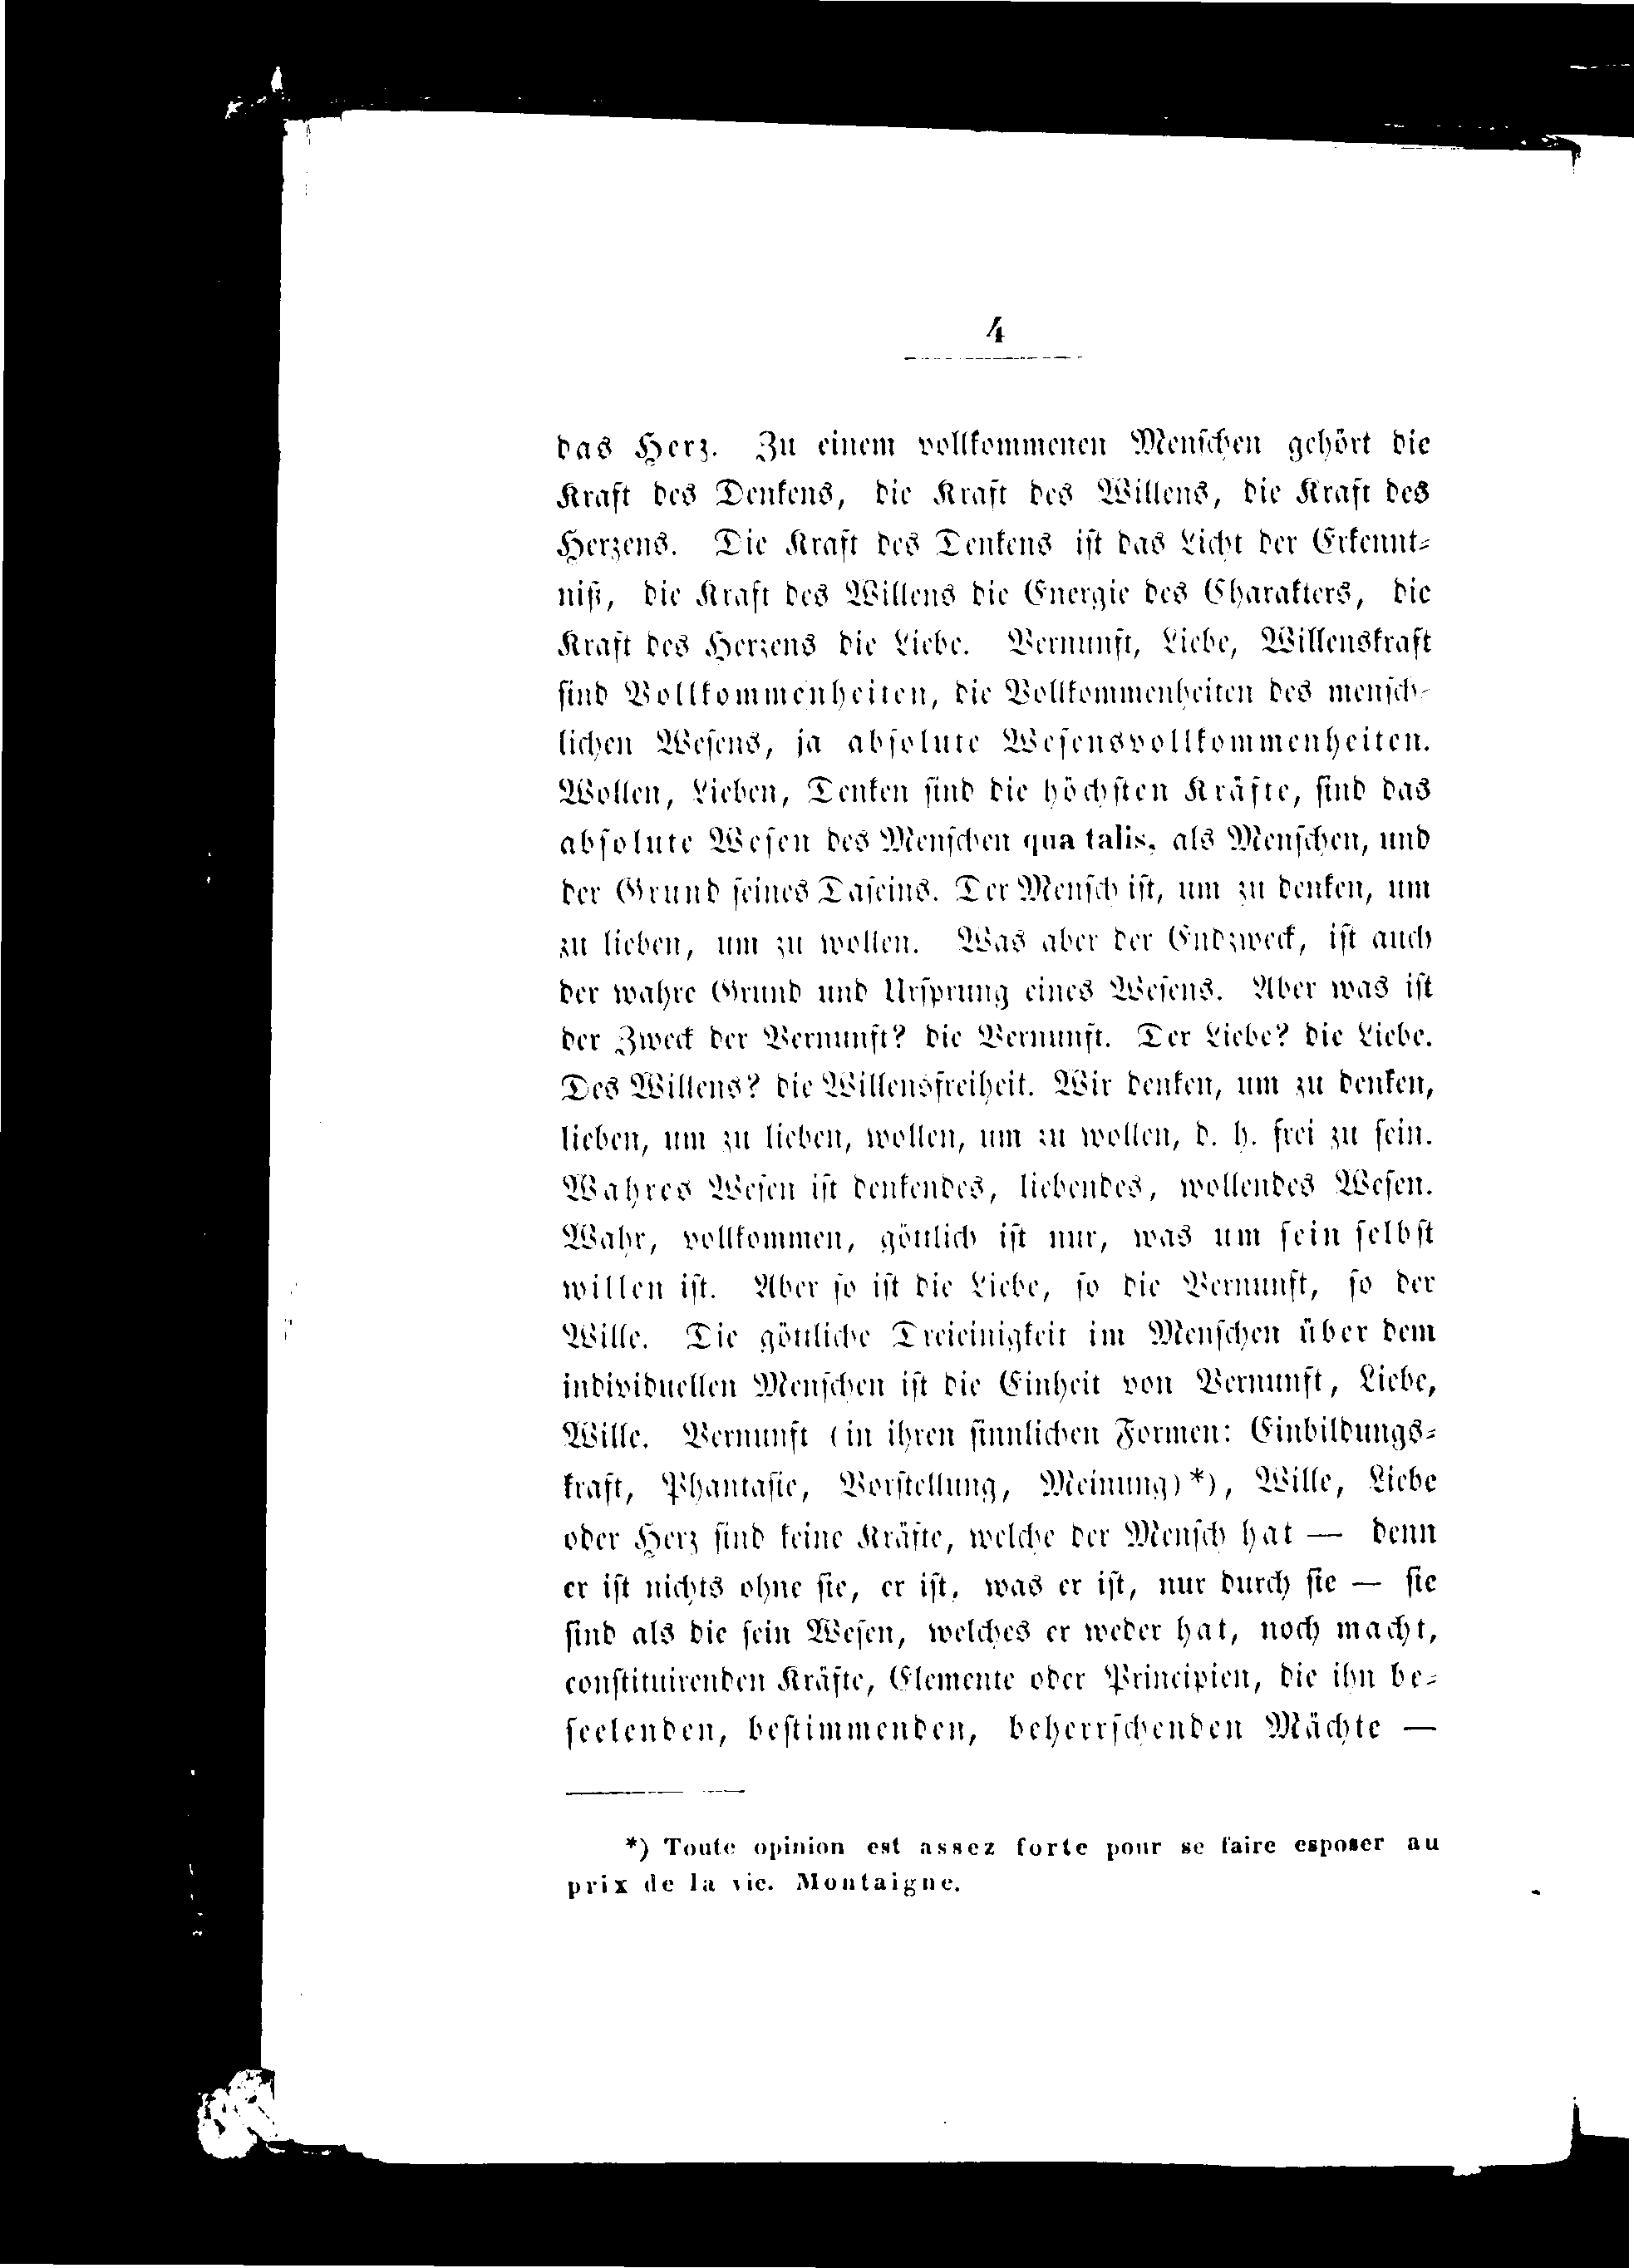 4
das Herz. Zu einem vollkommenen Menschen gehört die
Kraft des Denkens, die Kraft des Willens, die Kraft des
Herzens. Die Kraft des Denkens ist das Licht der Erkennt-
niß, die Kraft des Willens die Energie des Charakters, die
Kraft des Herzens die Liebe. Vernunft, Liebe, Willenskraft
sind Vollkommenheiten, die Vollkommenheiten des mensch-
lichen Wesens, ja absolute Wesensvollkommenheiten.
Wollen, Lieben, Denken sind die höchsten Kräfte, sind das
absolute Wesen des Menschen qua talis, als Menschen, und
der Grund seines Daseins. Der Mensch ist, um zu denken, um
zu lieben, um zu wollen. Was aber der Endzweck, ist auch
der wahre Grund und Ursprung eines Wesens. Aber was ist
der Zweck der Vernunft? die Vernunft. Der Liebe? die Liebe.
Des Willens? die Willensfreiheit. Wir denken, um zu denken,
lieben, um zu lieben, wollen, um zu wollen, d. h. frei zu sein.
Wahres Wesen ist denkendes, liebendes, wollendes Wesen.
Wahr, vollkommen, göttlich ist nur, was um sein selbst
willen ist. Aber so ist die Liebe, so die Vernunft, so der
Wille. Die göttliche Dreieinigkeit im Menschen über dem
individuellen Menschen ist die Einheit von Vernunft, Liebe,
Wille. Vernunft (in ihren sinnlichen Formen: Einbildungs-
kraft, Phantasie, Vorstellung, Meinung)*), Wille, Liebe
oder Herz sind keine Kräfte, welche der Mensch hat — denn
er ist nichts ohne sie, er ist, was er ist, nur durch sie — sie
sind als die sein Wesen, welches er weder hat, noch macht,
constituirenden Kräfte, Elemente oder Principien, die ihn be-
seelenden, bestimmenden, beherrschenden Mächte —
*) Toute opinion est assez forte pour se faire esposer au
prix de la vie. Montaigne.